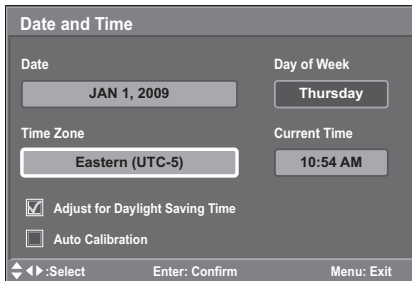 Date and Time
Date
Day of Week
JAN 1, 2009
Thursday
Time Zone
Current Time
Eastern (UTC-5)
10:54 AM
Adjust for Daylight Saving Time
Auto Calibration
:Select Enter: Confirm Menu: Exit